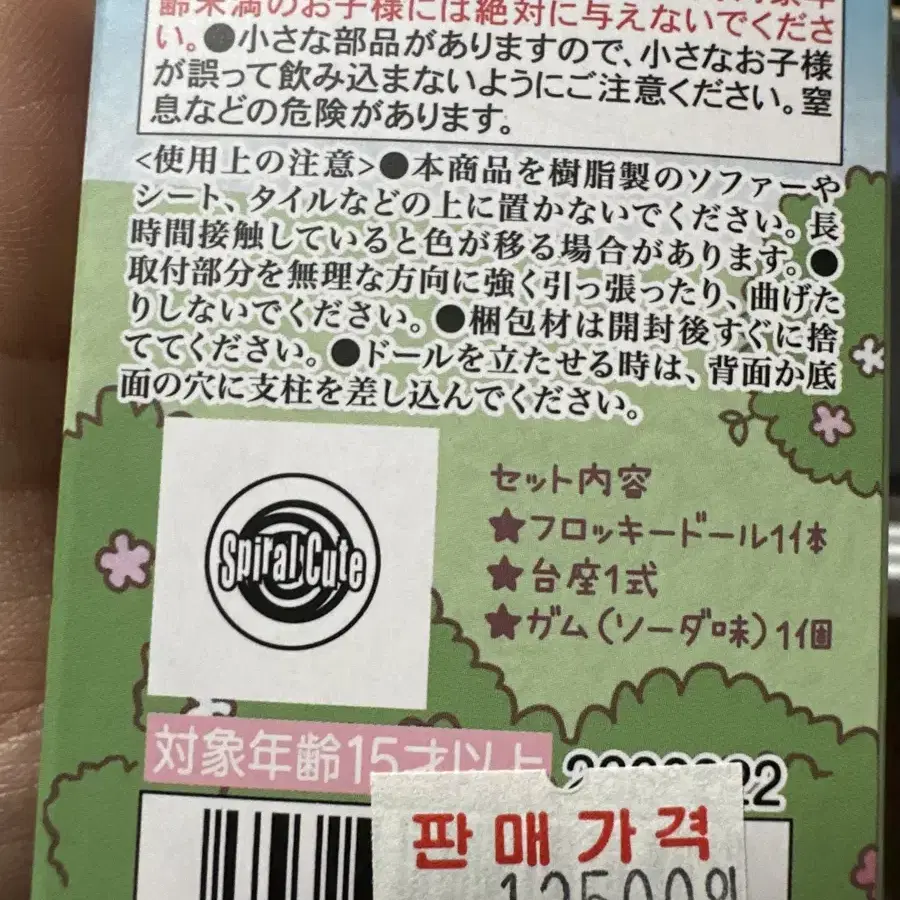 齢未満のお子様には絶対に与えないでくださ
い。●小さな部品がありますので、小さなお子様
が誤って飲み込まないようにご注意ください。窒
息などの危険があります。
<使用上の注意>●本商品を樹脂製のソファーや
シート、タイルなどの上に置かないでください。長
時間接触していると色が移る場合があります。●
取付部分を無理な方向に強く引っ張ったり、曲げた
りしないでください。●梱包材は開封後すぐに捨
ててください。●ドールを立たせる時は、背面か底
面の穴に支柱を差し込んでください。
Spiral Cute
セット内容
★フロッキードール1体
★台座1式
★ガム(ソーダ味)1個
対象年齢15才以上
판매가격